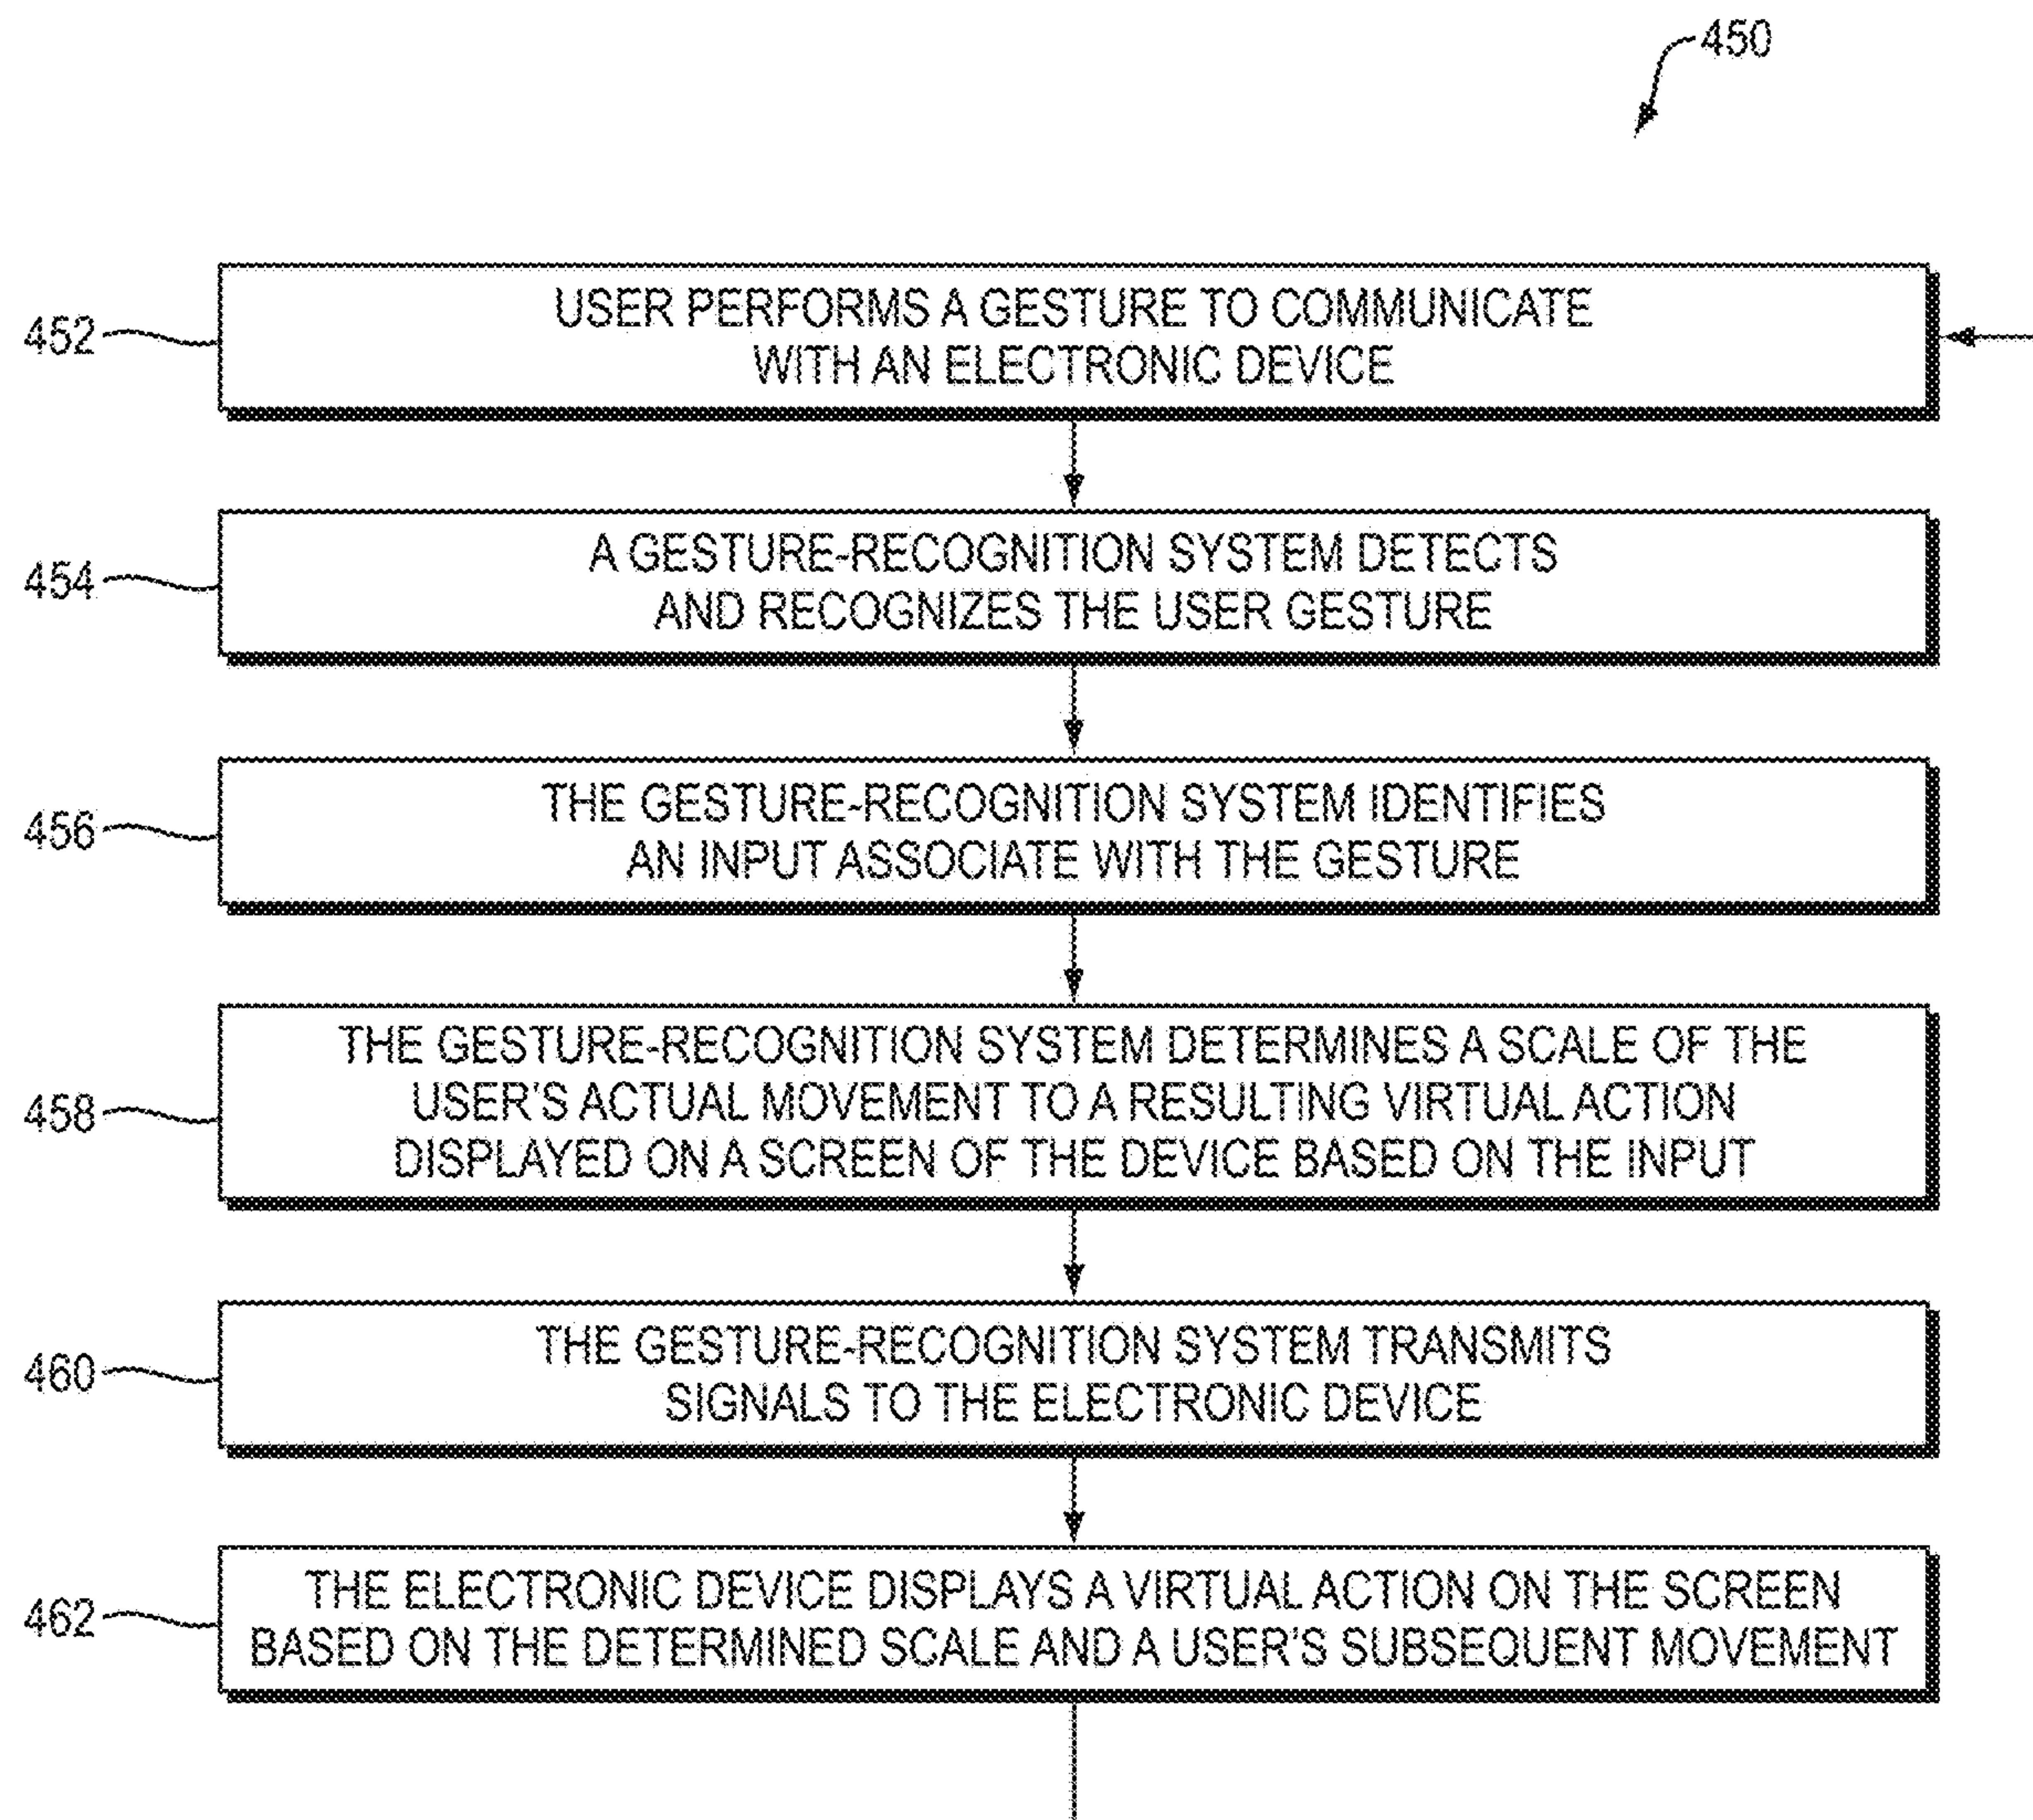 450
452
USER PERFORMS A GESTURE TO COMMUNICATE
WITH AN ELECTRONIC DEVICE
454
A GESTURE-RECOGNITION SYSTEM DETECTS
AND RECOGNIZES THE USER GESTURE
456
THE GESTURE-RECOGNITION SYSTEM IDENTIFIES
AN INPUT ASSOCIATE WITH THE GESTURE
458
THE GESTURE-RECOGNITION SYSTEM DETERMINES A SCALE OF THE
USER'S ACTUAL MOVEMENT TO A RESULTING VIRTUAL ACTION
DISPLAYED ON A SCREEN OF THE DEVICE BASED ON THE INPUT
460
THE GESTURE-RECOGNITION SYSTEM TRANSMITS
SIGNALS TO THE ELECTRONIC DEVICE
462
THE ELECTRONIC DEVICE DISPLAYS A VIRTUAL ACTION ON THE SCREEN
BASED ON THE DETERMINED SCALE AND A USER'S SUBSEQUENT MOVEMENT